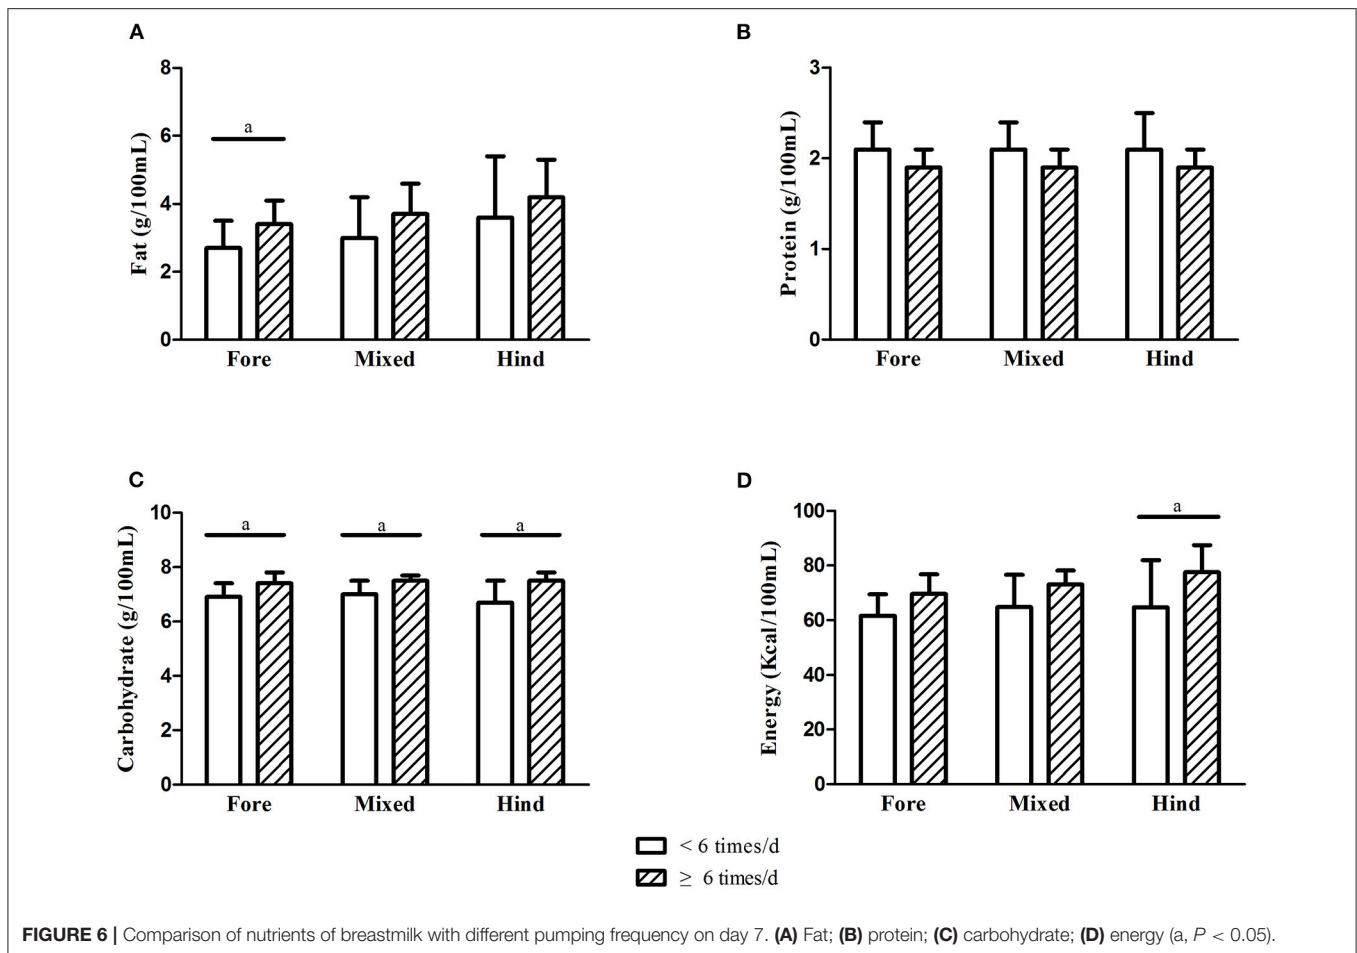 A
Fat (g/100mL)
8
6
4
2
0
a
Fore Mixed Hind
B
Protein (g/100mL)
3
2
1
0
Fore Mixed Hind
C
Carbohydrate (g/100mL)
10
8
6
4
2
0
a a a
Fore Mixed Hind
D
Energy (Kcal/100mL)
100
80
60
40
20
0
a
Fore Mixed Hind
< 6 times/d
≥ 6 times/d
FIGURE 6 | Comparison of nutrients of breastmilk with different pumping frequency on day 7. (A) Fat; (B) protein; (C) carbohydrate; (D) energy (a, P < 0.05).